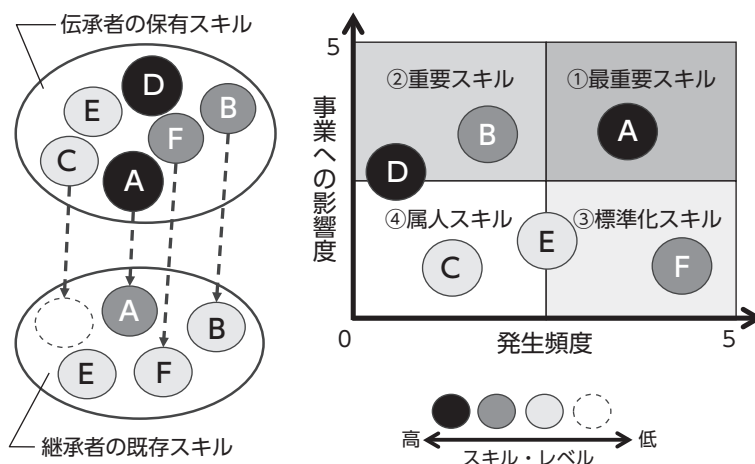 伝承者の保有スキル
D
E
B
F
C
A
A
B
E
F
継承者の既存スキル
5
事業への影響度
②重要スキル
①最重要スキル
B
A
D
④属人スキル
③標準化スキル
E
C
F
0
発生頻度
5
高
低
スキル・レベル